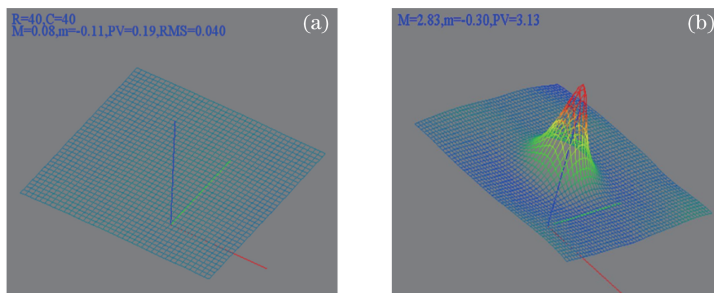 R=40,C=40
M=0.08,m=-0.11,PV=0.19,RMS=0.040
(a)
M=2.83,m=-0.30,PV=3.13
(b)